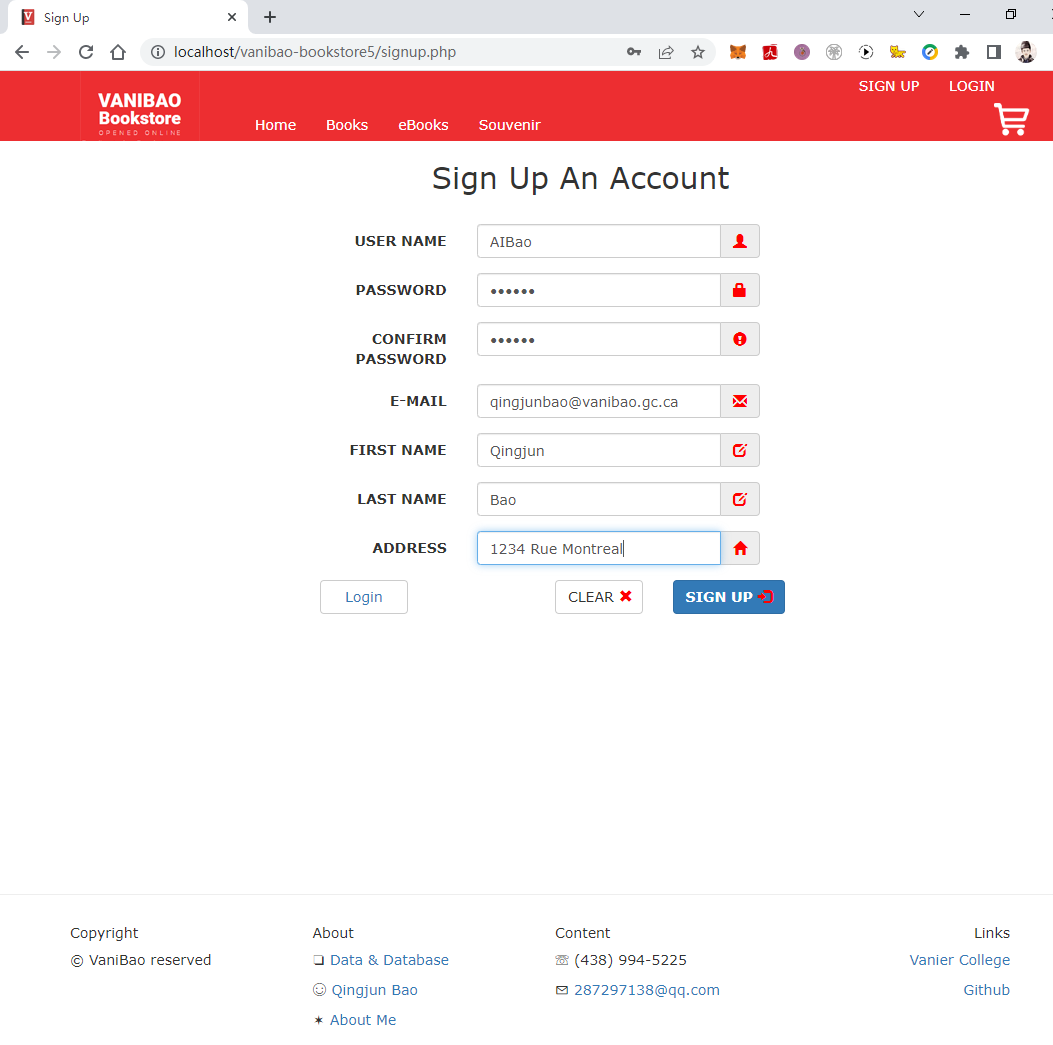 Sign Up
localhost/vanibao-bookstore5/signup.php
SIGN UP LOGIN
VANIBAO
Bookstore
OPENED ONLINE
Home Books eBooks Souvenir
Sign Up An Account
USER NAME AIBao
PASSWORD ••••••
CONFIRM PASSWORD ••••••
E-MAIL qingjunbao@vanibao.gc.ca
FIRST NAME Qingjun
LAST NAME Bao
ADDRESS 1234 Rue Montreal
Login CLEAR SIGN UP
Copyright About Content Links
© VaniBao reserved Data & Database (438) 994-5225 Vanier College
Qingjun Bao 287297138@qq.com Github
About Me